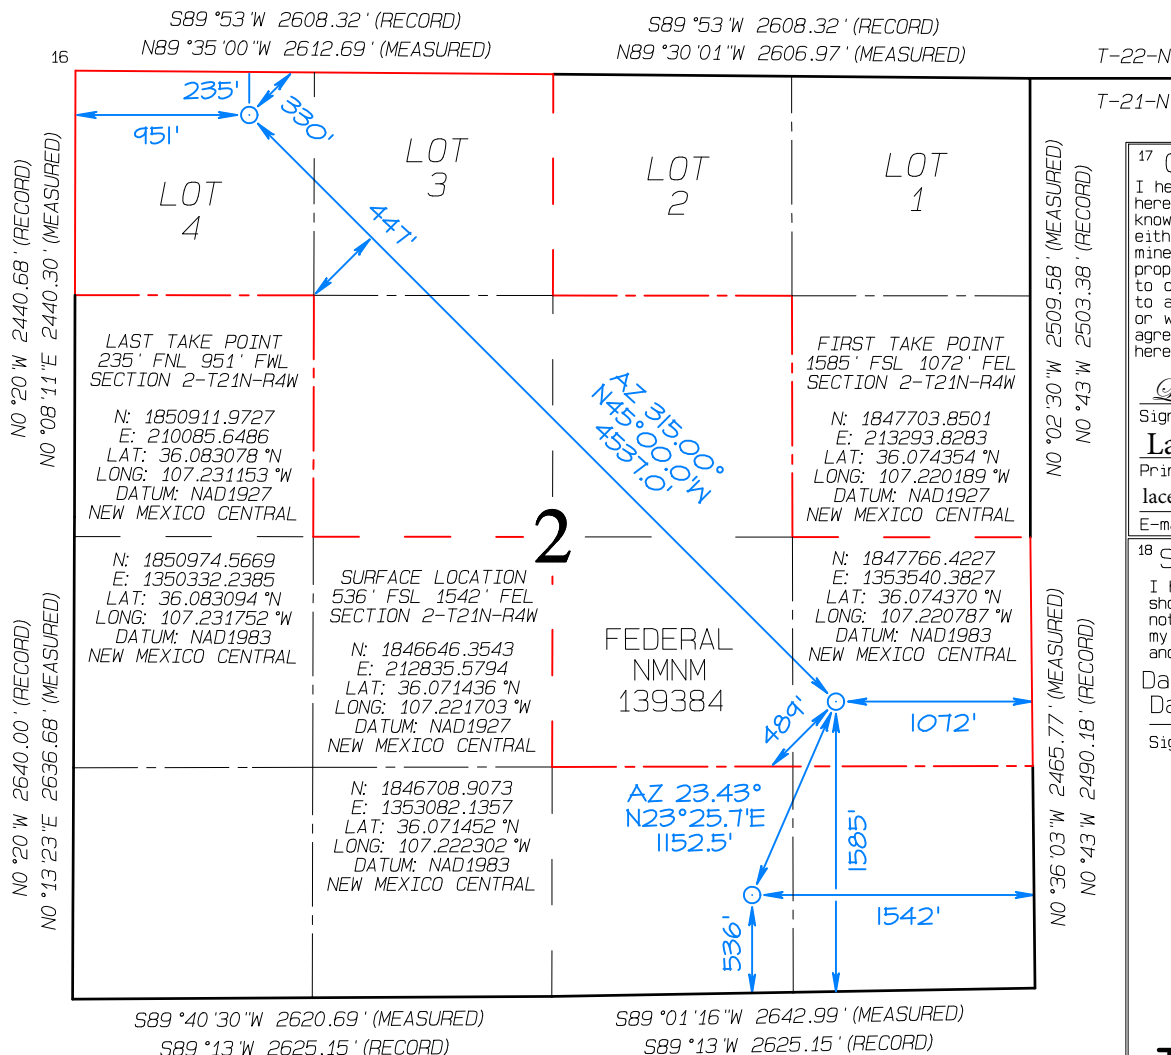 S89°53'W 2608.32' (RECORD)
N89°35'00"W 2612.69' (MEASURED)
S89°53'W 2608.32' (RECORD)
N89°30'01"W 2606.97' (MEASURED)
T-22-N
T-21-N
16
235'
951'
330'
LOT
4
LOT
3
LOT
2
LOT
1
447'
N0°20'W 2440.68' (RECORD)
N0°08'11"E 2440.30' (MEASURED)
N0°02'30"W 2509.58' (MEASURED)
N0°43'W 2503.38' (RECORD)
LAST TAKE POINT
235' FNL 951' FWL
SECTION 2-T21N-R4W
N: 1850911.9727
E: 210085.6486
LAT: 36.083078°N
LONG: 107.231153°W
DATUM: NAD1927
NEW MEXICO CENTRAL
N: 1850974.5669
E: 1350332.2385
LAT: 36.083094°N
LONG: 107.231752°W
DATUM: NAD1983
NEW MEXICO CENTRAL
AZ 315.00°
N45°00.0'W
4537.0'
FIRST TAKE POINT
1585' FSL 1072' FEL
SECTION 2-T21N-R4W
N: 1847703.8501
E: 213293.8283
LAT: 36.074354°N
LONG: 107.220189°W
DATUM: NAD1927
NEW MEXICO CENTRAL
N: 1847766.4227
E: 1353540.3827
LAT: 36.074370°N
LONG: 107.220787°W
DATUM: NAD1983
NEW MEXICO CENTRAL
2
SURFACE LOCATION
536' FSL 1542' FEL
SECTION 2-T21N-R4W
N: 1846646.3543
E: 212835.5794
LAT: 36.071436°N
LONG: 107.221703°W
DATUM: NAD1927
NEW MEXICO CENTRAL
N: 1846708.9073
E: 1353082.1357
LAT: 36.071452°N
LONG: 107.222302°W
DATUM: NAD1983
NEW MEXICO CENTRAL
FEDERAL
NMNM
139384
489'
1072'
AZ 23.43°
N23°25.7'E
1152.5'
1585'
1542'
536'
N0°20'W 2640.00' (RECORD)
N0°13'23"E 2636.68' (MEASURED)
N0°36'03"W 2465.77' (MEASURED)
N0°43'W 2490.18' (RECORD)
S89°40'30"W 2620.69' (MEASURED)
S89°13'W 2625.15' (RECORD)
S89°01'16"W 2642.99' (MEASURED)
S89°13'W 2625.15' (RECORD)
17
I he
here
know
eith
mine
prop
to o
to a
or w
agre
here
Sign
La
Prin
lace
E-ma
18
I h
sho
not
my
and
Da
Da
Sig